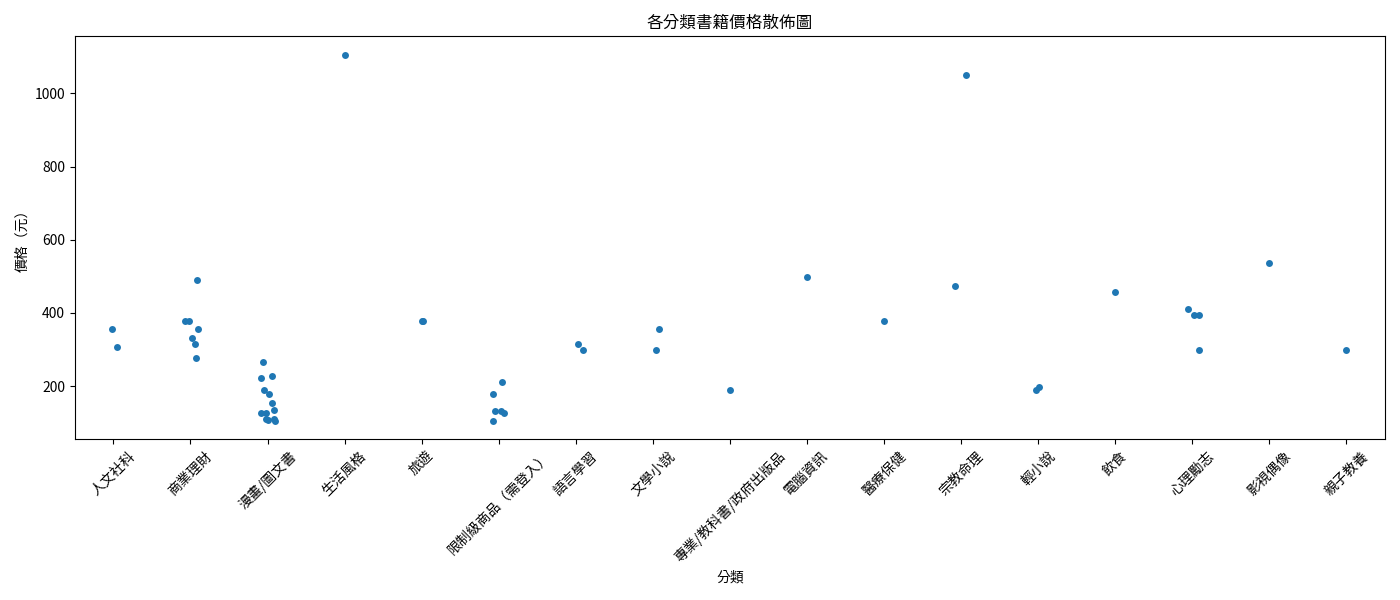 各分類書籍價格散佈圖
價格（元）
1000
800
600
400
200
人文社科
商業理財
漫畫/圖文書
生活風格
旅遊
限制級商品（需登入）
語言學習
文學小說
專業/教科書/政府出版品
電腦資訊
醫療保健
宗教命理
輕小說
飲食
心理勵志
影視偶像
親子教養
分類